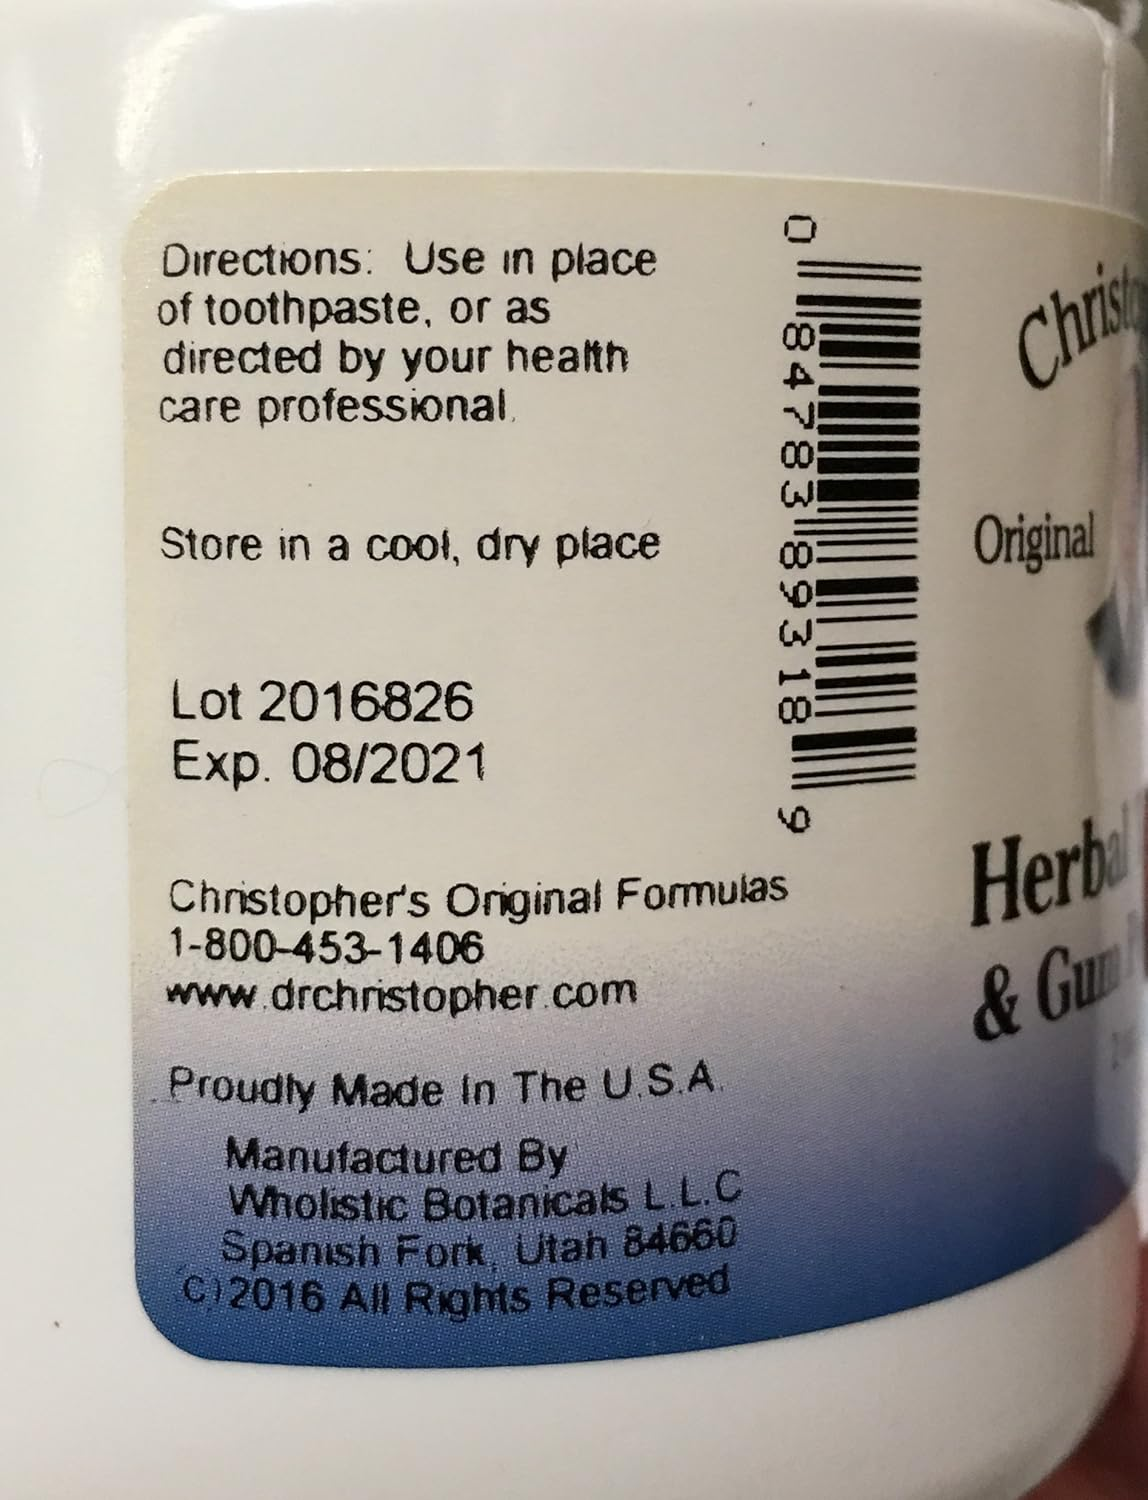 Directions: Use in place
of toothpaste, or as
directed by your health
care professional.
Store in a cool, dry place
Lot 2016826
Exp. 08/2021
Christopher's Original Formulas
1-800-453-1406
www.drchristopher.com
Proudly Made In The U.S.A.
Manufactured By
Wholistic Botanicals L.L.C
Spanish Fork, Utah 84660
C)2016 All Rights Reserved
0 84783 89318 9
Original
Herbal
&